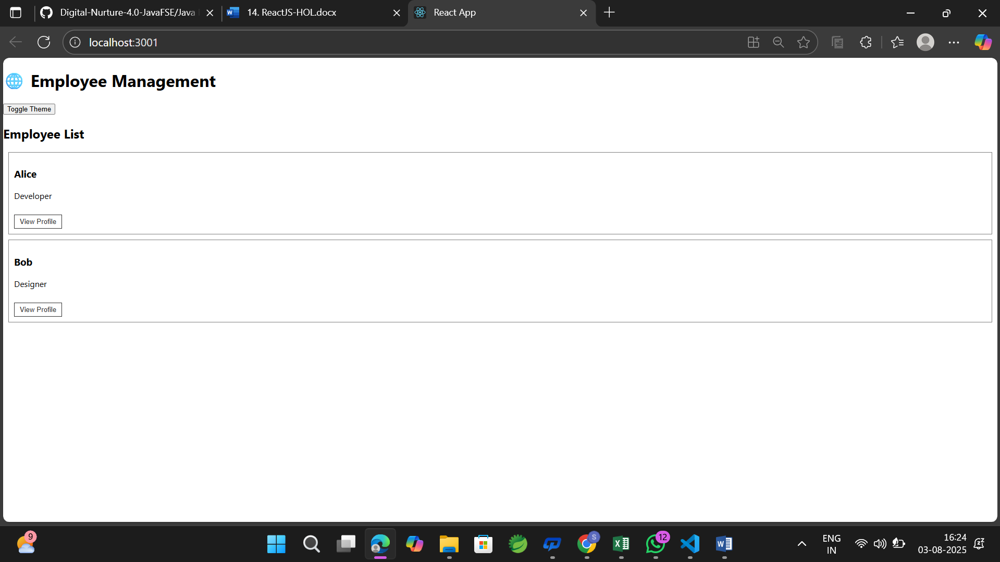 Digital-Nurture-4.0-JavaFSE/Java
14. ReactJS-HOL.docx
React App
localhost:3001
Employee Management
Toggle Theme
Employee List
Alice
Developer
View Profile
Bob
Designer
View Profile
9
S
12
ENG
IN
16:24
03-08-2025